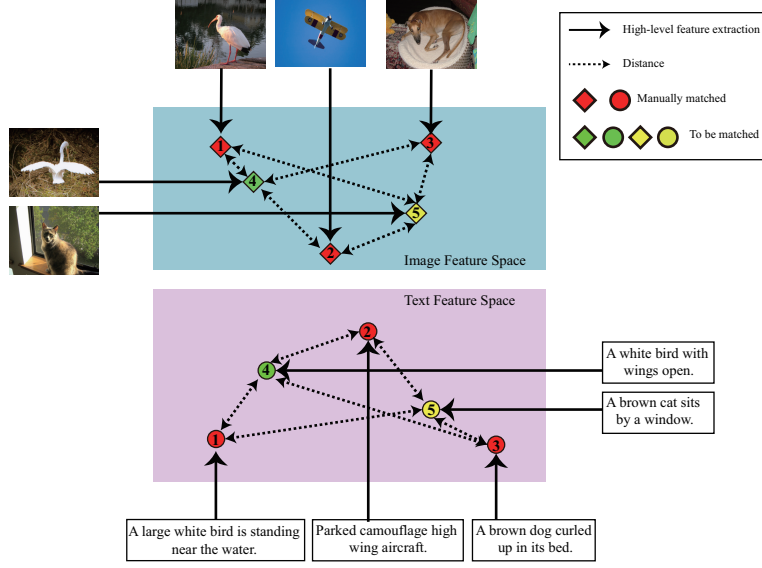 High-level feature extraction
Distance
Manually matched
To be matched
1
3
4
5
2
Image Feature Space
Text Feature Space
2
4
5
1
3
A white bird with
wings open.
A brown cat sits
by a window.
A large white bird is standing
near the water.
Parked camouflage high
wing aircraft.
A brown dog curled
up in its bed.